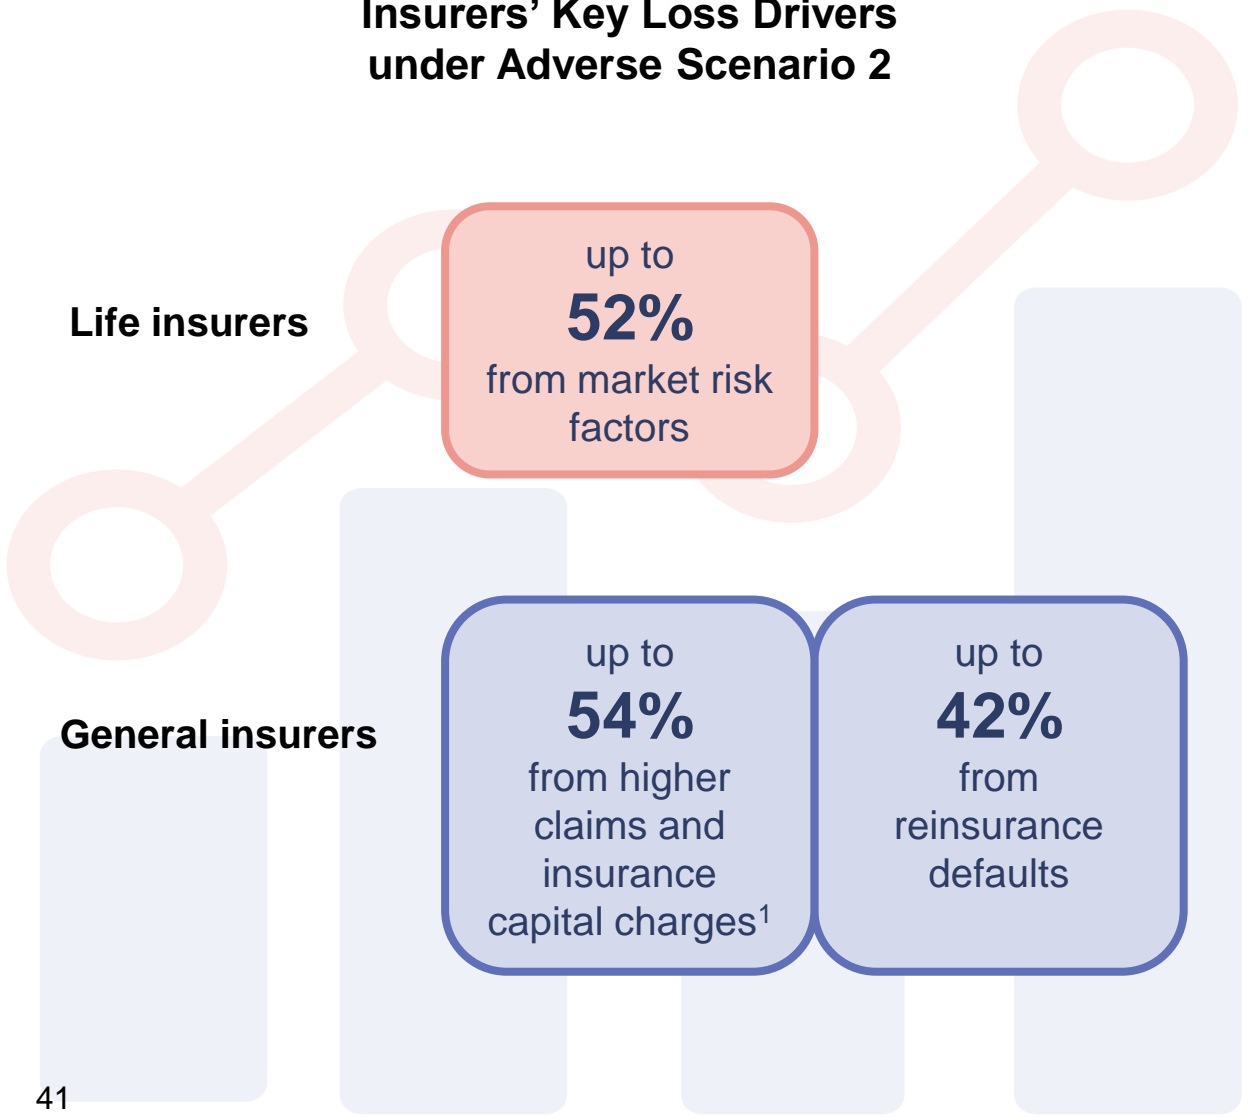 Insurers’ Key Loss Drivers
under Adverse Scenario 2
Life insurers
up to
52%
from market risk
factors
General insurers
up to
54%
from higher
claims and
insurance
capital charges¹
up to
42%
from
reinsurance
defaults
41